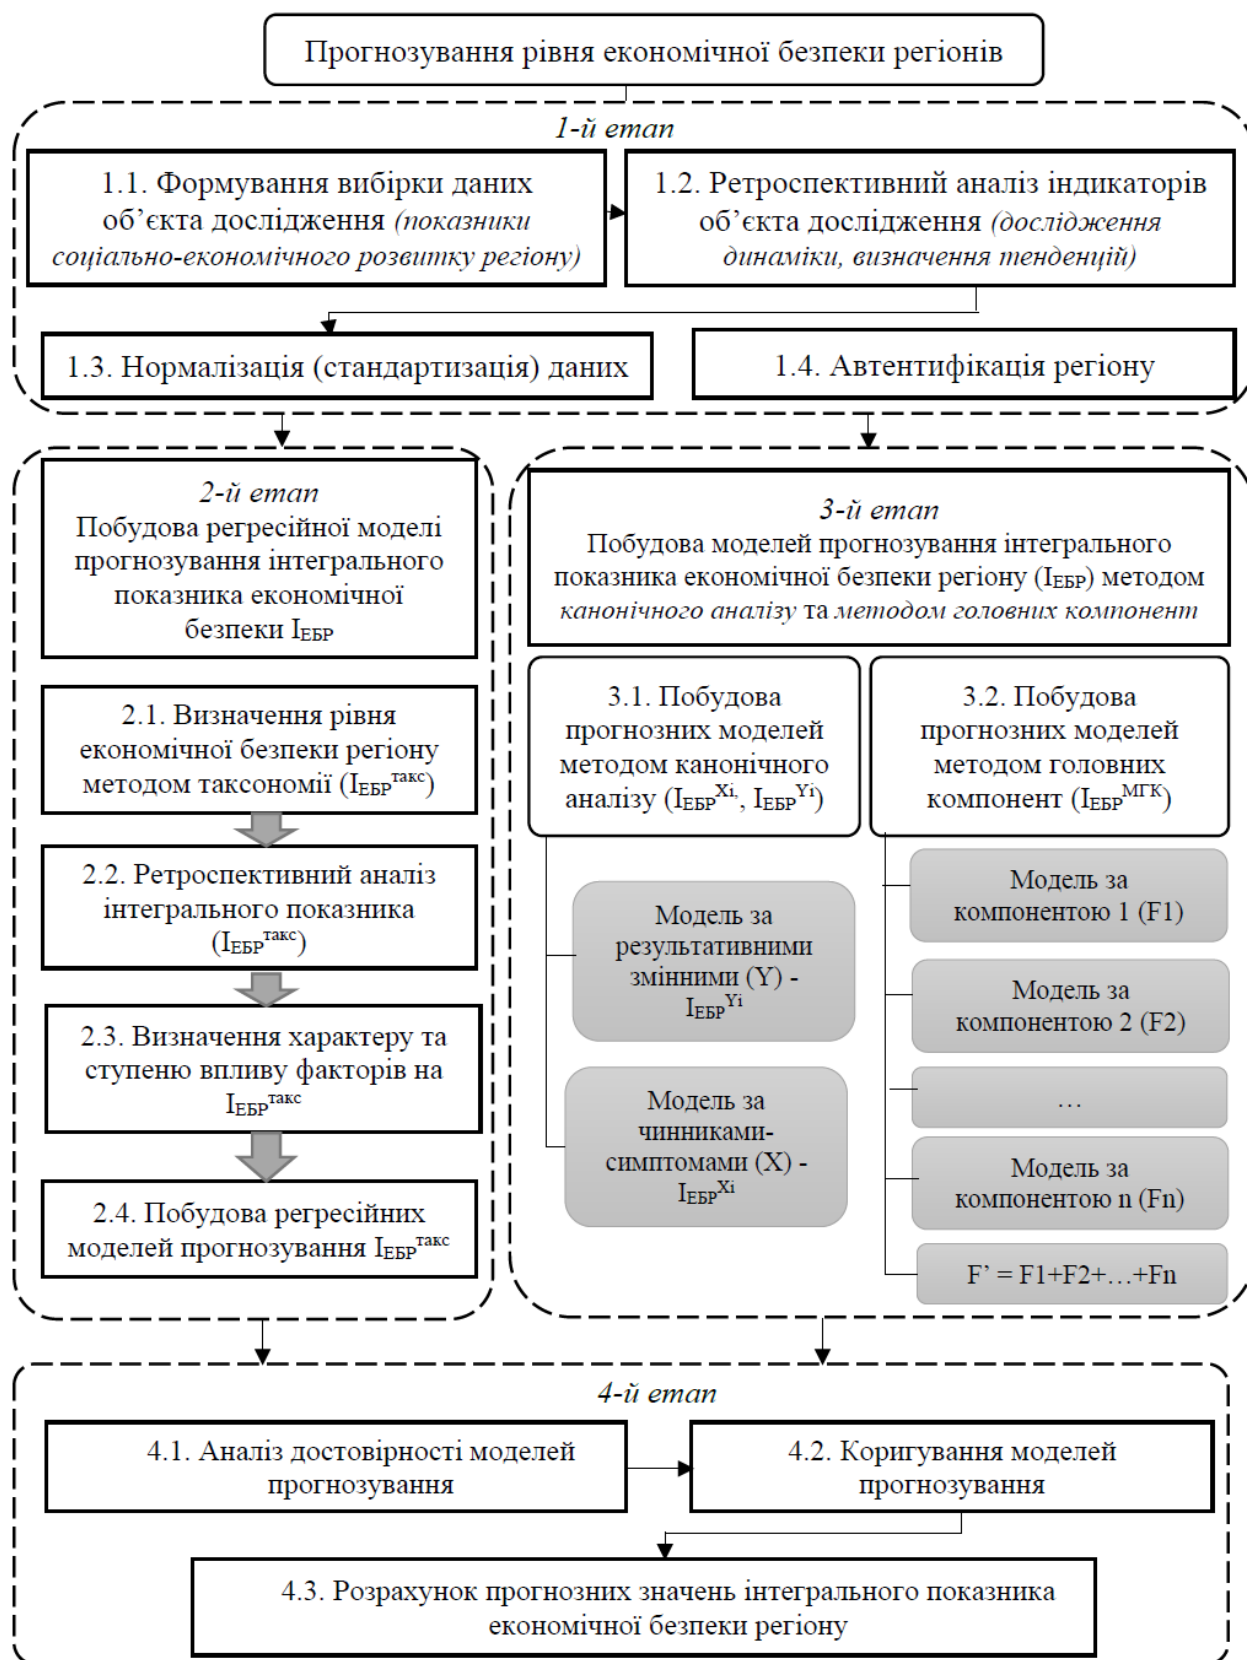 Прогнозування рівня економічної безпеки регіонів
1-й етап
1.1. Формування вибірки даних
об’єкта дослідження (показники
соціально-економічного розвитку регіону)
1.2. Ретроспективний аналіз індикаторів
об’єкта дослідження (дослідження
динаміки, визначення тенденцій)
1.3. Нормалізація (стандартизація) даних
1.4. Автентифікація регіону
2-й етап
Побудова регресійної моделі
прогнозування інтегрального
показника економічної
безпеки IЕБР
2.1. Визначення рівня
економічної безпеки регіону
методом таксономії (IЕБРтакс)
2.2. Ретроспективний аналіз
інтегрального показника
(IЕБРтакс)
2.3. Визначення характеру та
ступеню впливу факторів на
IЕБРтакс
2.4. Побудова регресійних
моделей прогнозування IЕБРтакс
3-й етап
Побудова моделей прогнозування інтегрального
показника економічної безпеки регіону (IЕБР) методом
канонічного аналізу та методом головних компонент
3.1. Побудова
прогнозних моделей
методом канонічного
аналізу (IЕБРXi, , IЕБРYi)
Модель за
результативними
змінними (Y) -
IЕБРYi
Модель за
чинниками-
симптомами (X) -
IЕБРXi
3.2. Побудова
прогнозних моделей
методом головних
компонент (IЕБРМГК)
Модель за
компонентою 1 (F1)
Модель за
компонентою 2 (F2)
…
Модель за
компонентою n (Fn)
F’ = F1+F2+…+Fn
4-й етап
4.1. Аналіз достовірності моделей
прогнозування
4.2. Коригування моделей
прогнозування
4.3. Розрахунок прогнозних значень інтегрального показника
економічної безпеки регіону